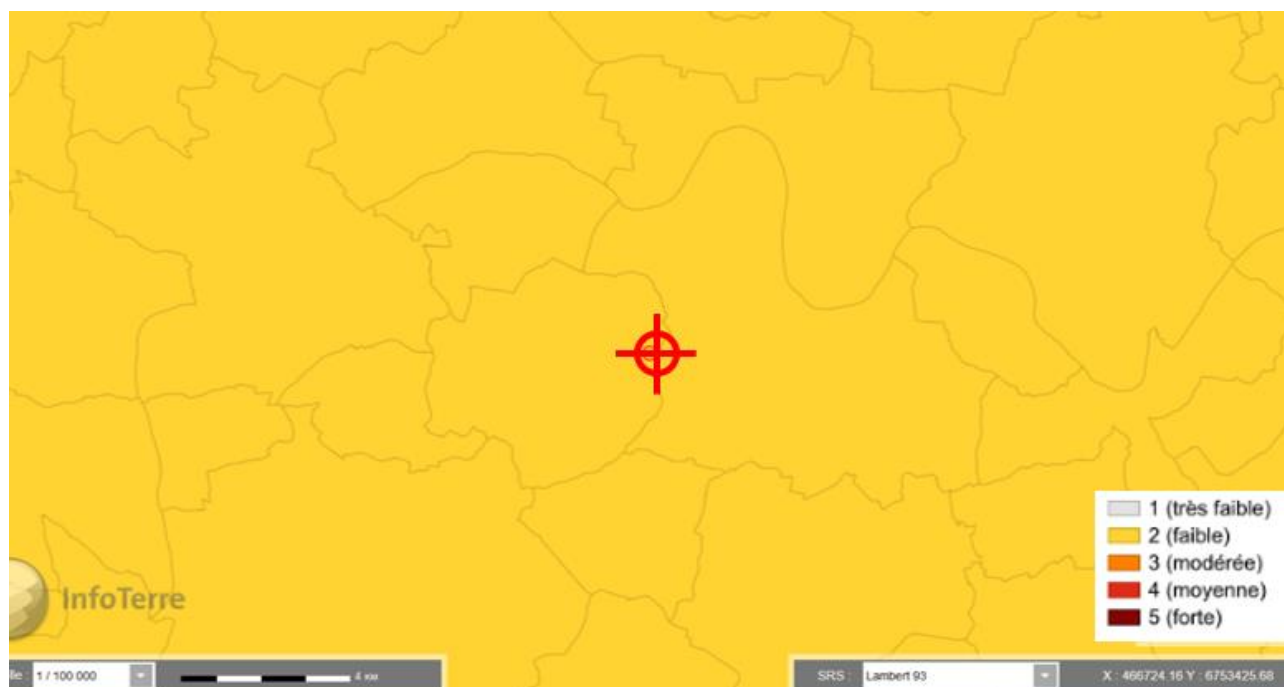 1 (très faible)
2 (faible)
3 (modérée)
4 (moyenne)
5 (forte)
InfoTerre
lle : 1 / 100 000 4 KM SRS : Lambert 93 X : 466724.16 Y : 6753425.68